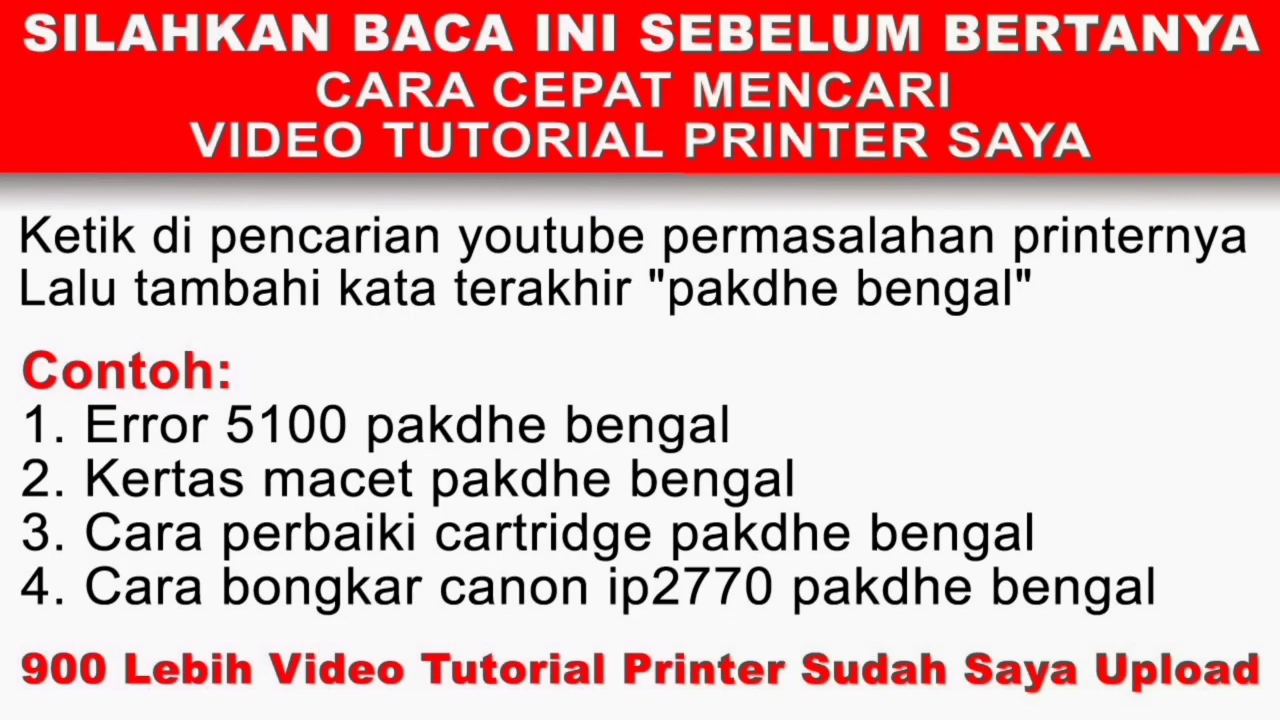 SILAHKAN BACA INI SEBELUM BERTANYA
CARA CEPAT MENCARI
VIDEO TUTORIAL PRINTER SAYA
Ketik di pencarian youtube permasalahan printernya
Lalu tambahi kata terakhir "pakdhe bengal"
Contoh:
1. Error 5100 pakdhe bengal
2. Kertas macet pakdhe bengal
3. Cara perbaiki cartridge pakdhe bengal
4. Cara bongkar canon ip2770 pakdhe bengal
900 Lebih Video Tutorial Printer Sudah Saya Upload